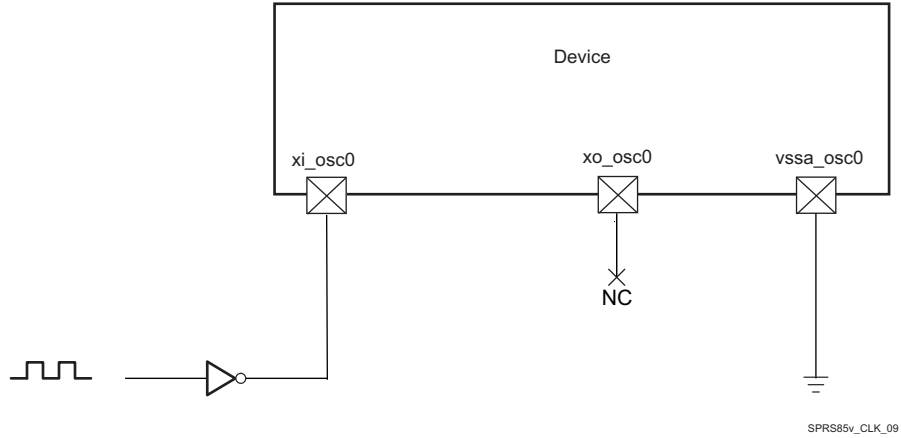 Device
xi_osc0
xo_osc0
vssa_osc0
NC
SPRS85v_CLK_09